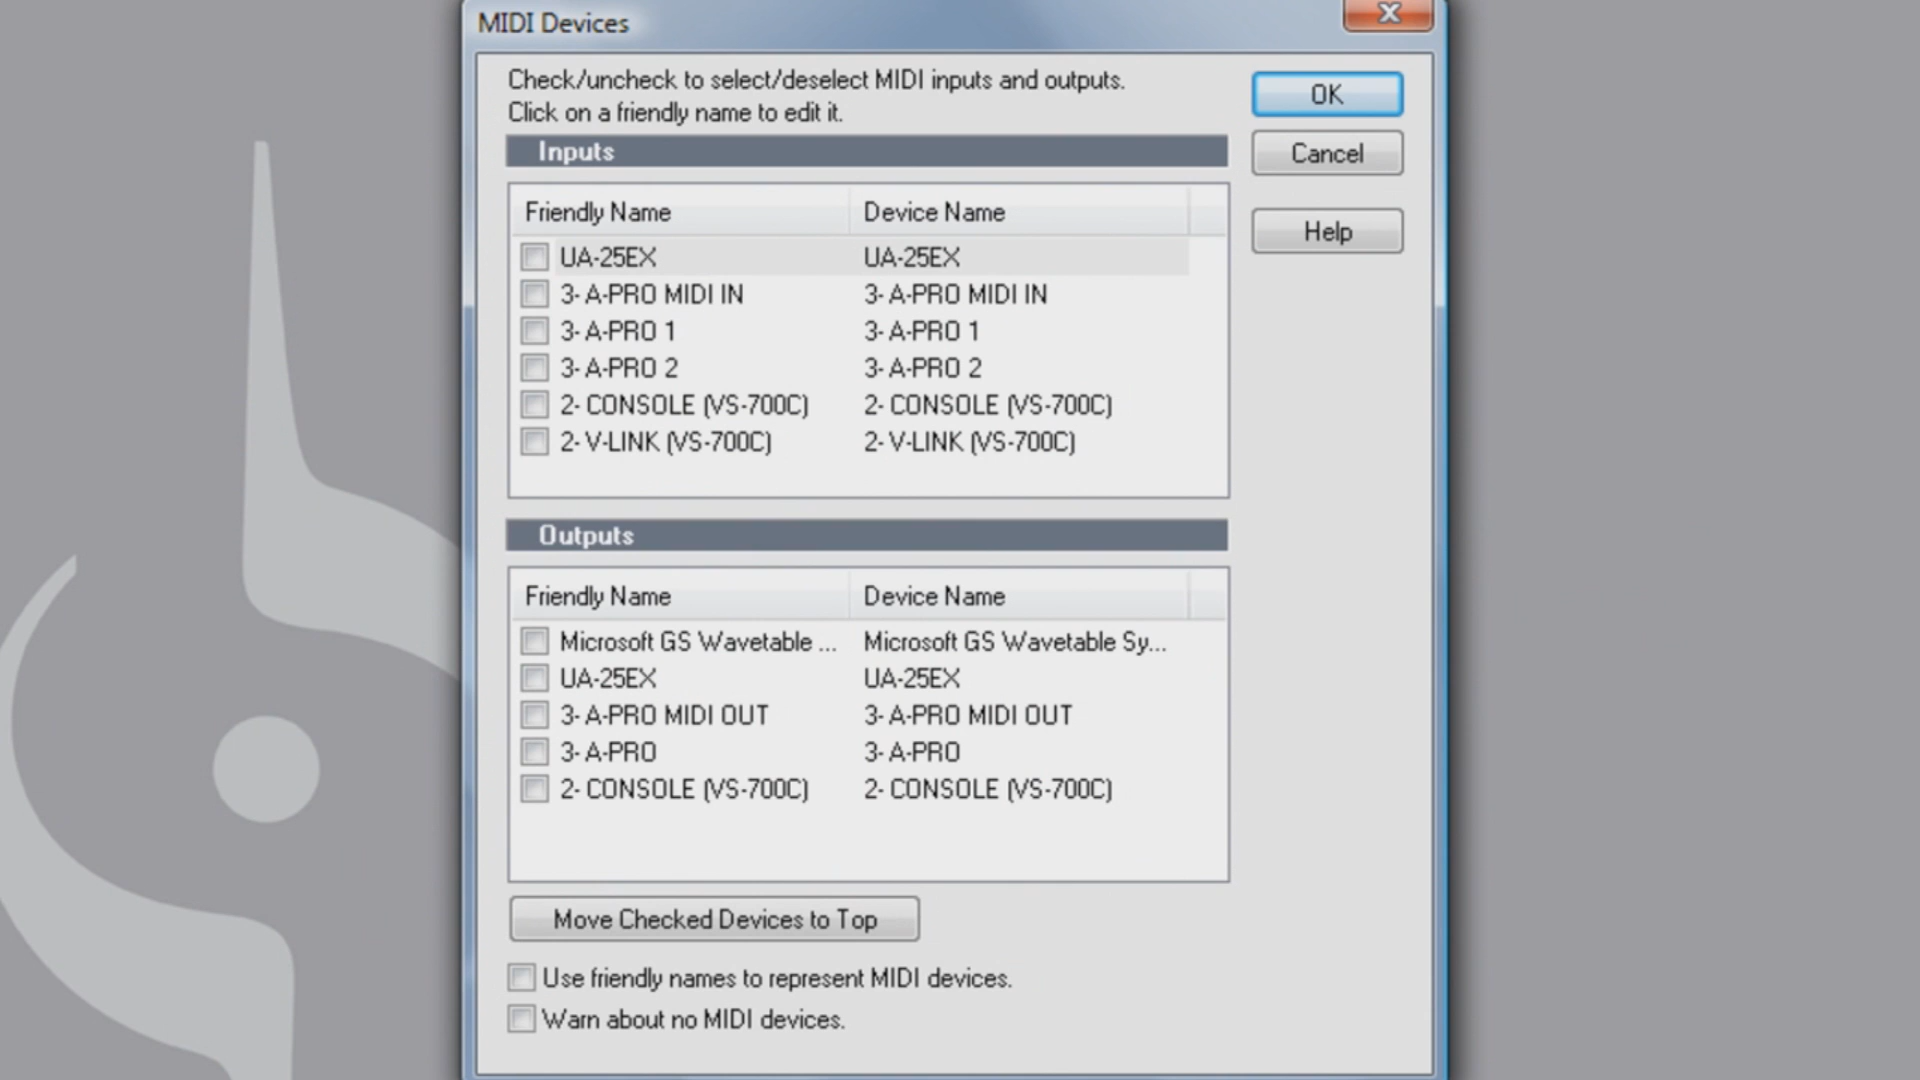 MIDI Devices
Check/uncheck to select/deselect MIDI inputs and outputs.
Click on a friendly name to edit it.
OK
Cancel
Help
Inputs
Friendly Name Device Name
UA-25EX UA-25EX
3- A-PRO MIDI IN 3- A-PRO MIDI IN
3- A-PRO 1 3- A-PRO 1
3- A-PRO 2 3- A-PRO 2
2- CONSOLE (VS-700C) 2- CONSOLE (VS-700C)
2- V-LINK (VS-700C) 2- V-LINK (VS-700C)
Outputs
Friendly Name Device Name
Microsoft GS Wavetable ... Microsoft GS Wavetable Sy...
UA-25EX UA-25EX
3- A-PRO MIDI OUT 3- A-PRO MIDI OUT
3- A-PRO 3- A-PRO
2- CONSOLE (VS-700C) 2- CONSOLE (VS-700C)
Move Checked Devices to Top
Use friendly names to represent MIDI devices.
Warn about no MIDI devices.